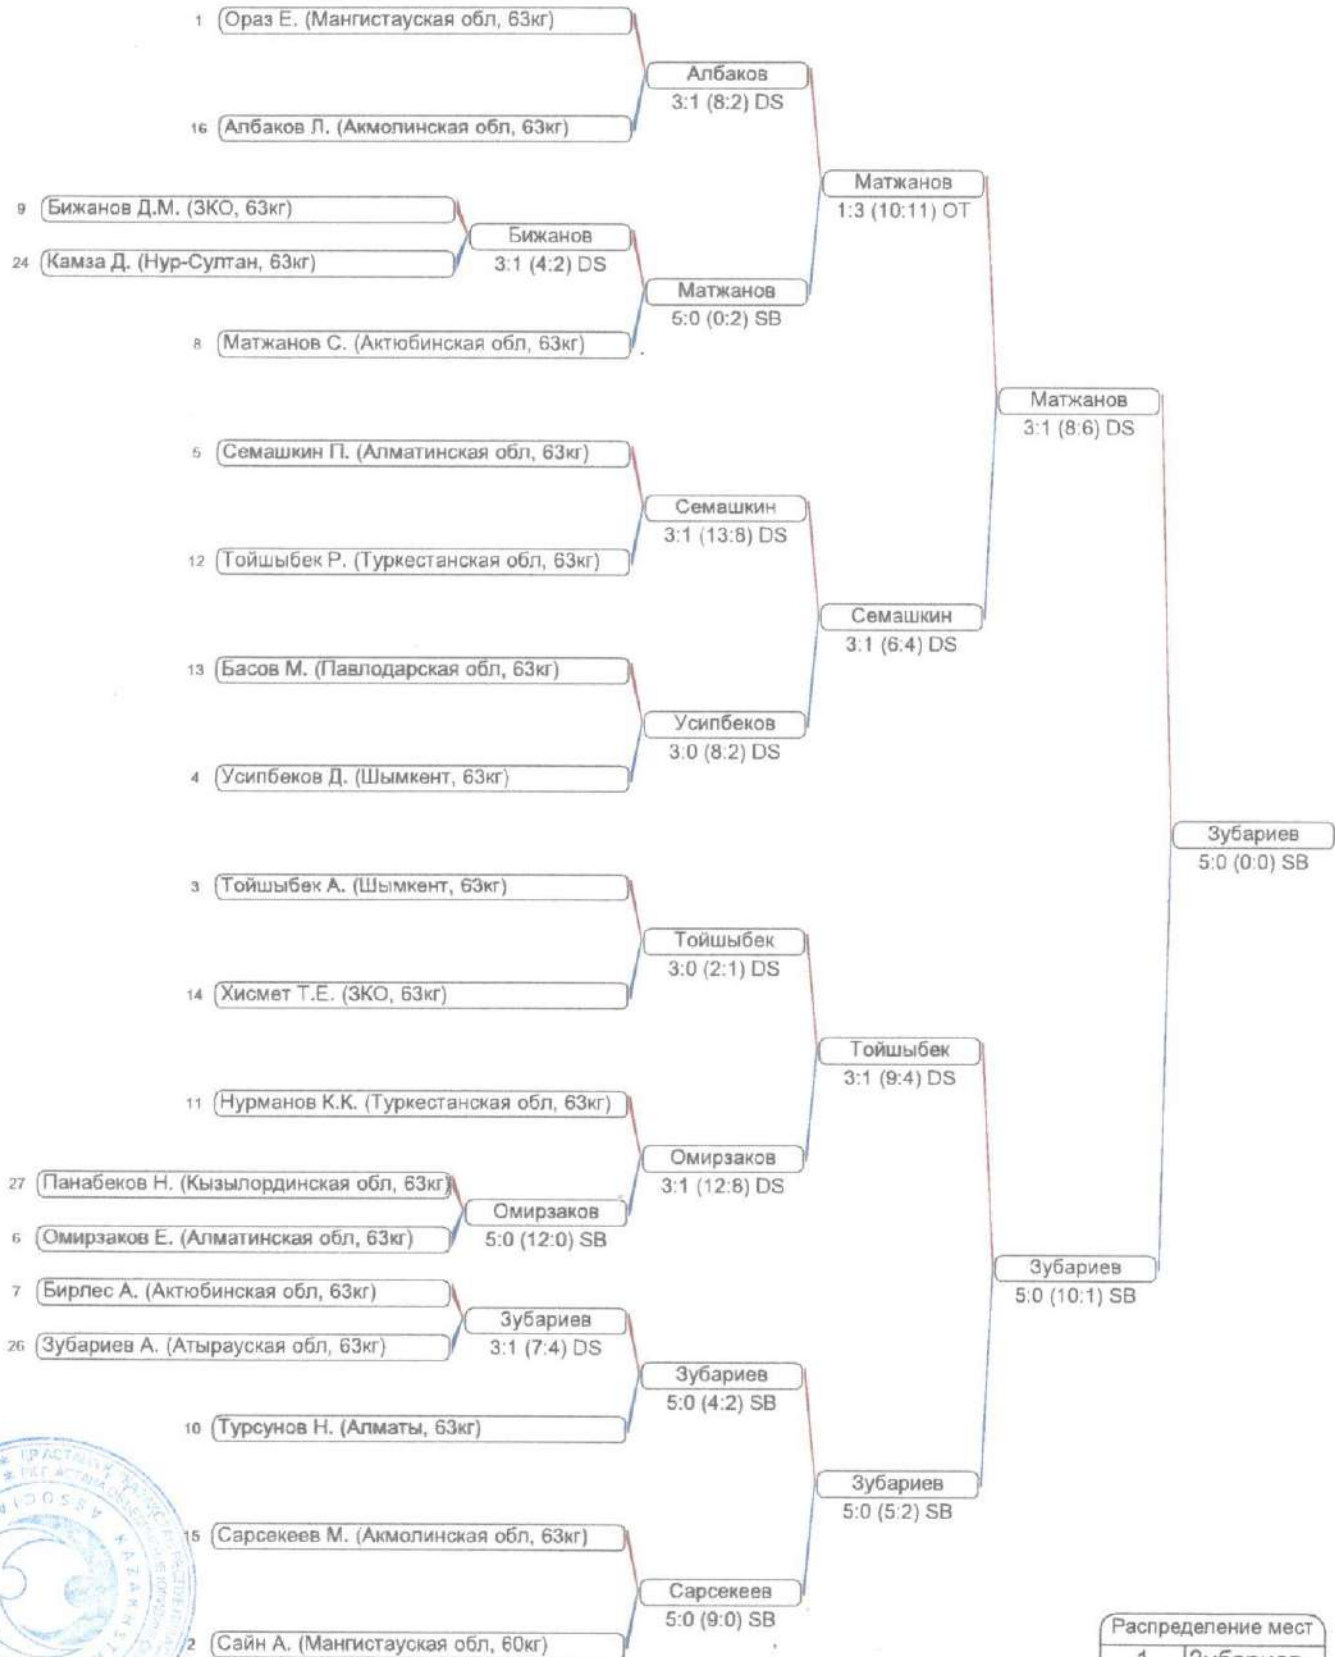 1 Ораз Е. (Мангистауская обл, 63кг)
Албаков
3:1 (8:2) DS
16 Албаков Л. (Акмолинская обл, 63кг)
Матжанов
1:3 (10:11) OT
9 Бижанов Д.М. (ЗКО, 63кг)
Бижанов
3:1 (4:2) DS
24 Камза Д. (Нур-Султан, 63кг)
Матжанов
5:0 (0:2) SB
8 Матжанов С. (Актюбинская обл, 63кг)
Матжанов
3:1 (8:6) DS
5 Семашкин П. (Алматинская обл, 63кг)
Семашкин
3:1 (13:8) DS
12 Тойшыбек Р. (Туркестанская обл, 63кг)
Семашкин
3:1 (6:4) DS
13 Басов М. (Павлодарская обл, 63кг)
Усипбеков
3:0 (8:2) DS
4 Усипбеков Д. (Шымкент, 63кг)
Зубариев
5:0 (0:0) SB
3 Тойшыбек А. (Шымкент, 63кг)
Тойшыбек
3:0 (2:1) DS
14 Хисмет Т.Е. (ЗКО, 63кг)
Тойшыбек
3:1 (9:4) DS
11 Нурманов К.К. (Туркестанская обл, 63кг)
Омирзаков
3:1 (12:8) DS
27 Панабеков Н. (Кызылординская обл, 63кг)
Омирзаков
5:0 (12:0) SB
6 Омирзаков Е. (Алматинская обл, 63кг)
Зубариев
5:0 (10:1) SB
7 Бирлес А. (Актюбинская обл, 63кг)
Зубариев
3:1 (7:4) DS
26 Зубариев А. (Атырауская обл, 63кг)
Зубариев
5:0 (4:2) SB
10 Турсунов Н. (Алматы, 63кг)
Зубариев
5:0 (5:2) SB
15 Сарсекеев М. (Акмолинская обл, 63кг)
Сарсекеев
5:0 (9:0) SB
2 Сайн А. (Мангистауская обл, 60кг)
Распределение мест
1 Зубариев
KAZAKHST